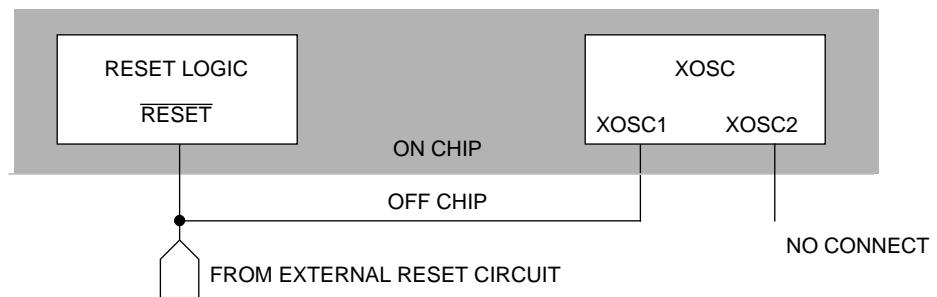 RESET LOGIC
RESET
XOSC
XOSC1
XOSC2
ON CHIP
OFF CHIP
NO CONNECT
FROM EXTERNAL RESET CIRCUIT